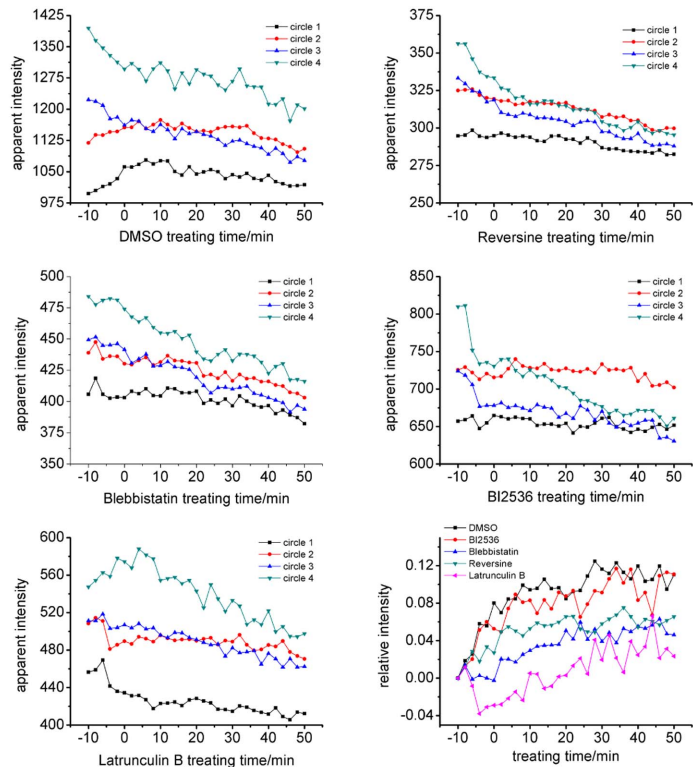 1425
1350
1275
1200
1125
1050
975
apparent intensity
circle 1
circle 2
circle 3
circle 4
-10 0 10 20 30 40 50
DMSO treating time/min
375
350
325
300
275
250
apparent intensity
circle 1
circle 2
circle 3
circle 4
-10 0 10 20 30 40 50
Reversine treating time/min
500
475
450
425
400
375
350
apparent intensity
circle 1
circle 2
circle 3
circle 4
-10 0 10 20 30 40 50
Blebbistatin treating time/min
850
800
750
700
650
600
apparent intensity
circle 1
circle 2
circle 3
circle 4
-10 0 10 20 30 40 50
BI2536 treating time/min
600
560
520
480
440
400
apparent intensity
circle 1
circle 2
circle 3
circle 4
-10 0 10 20 30 40 50
Latrunculin B treating time/min
DMSO
BI2536
Blebbistatin
Reversine
Latrunculin B
0.12
0.08
0.04
0.00
-0.04
relative intensity
-10 0 10 20 30 40 50
treating time/min